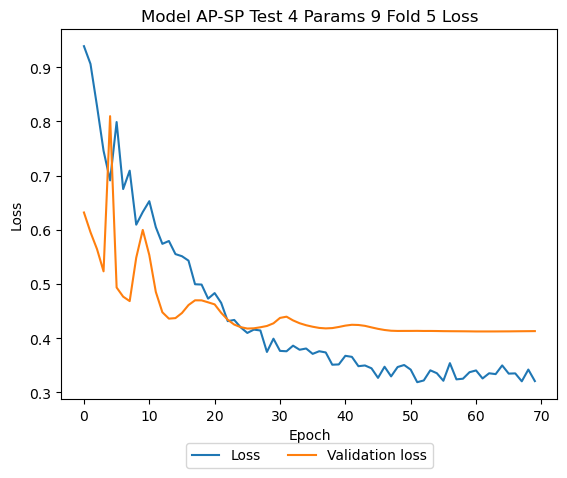 Model AP-SP Test 4 Params 9 Fold 5 Loss
0.9
0.8
0.7
0.6
0.5
0.4
0.3
Loss
0 10 20 30 40 50 60 70
Epoch
Loss Validation loss